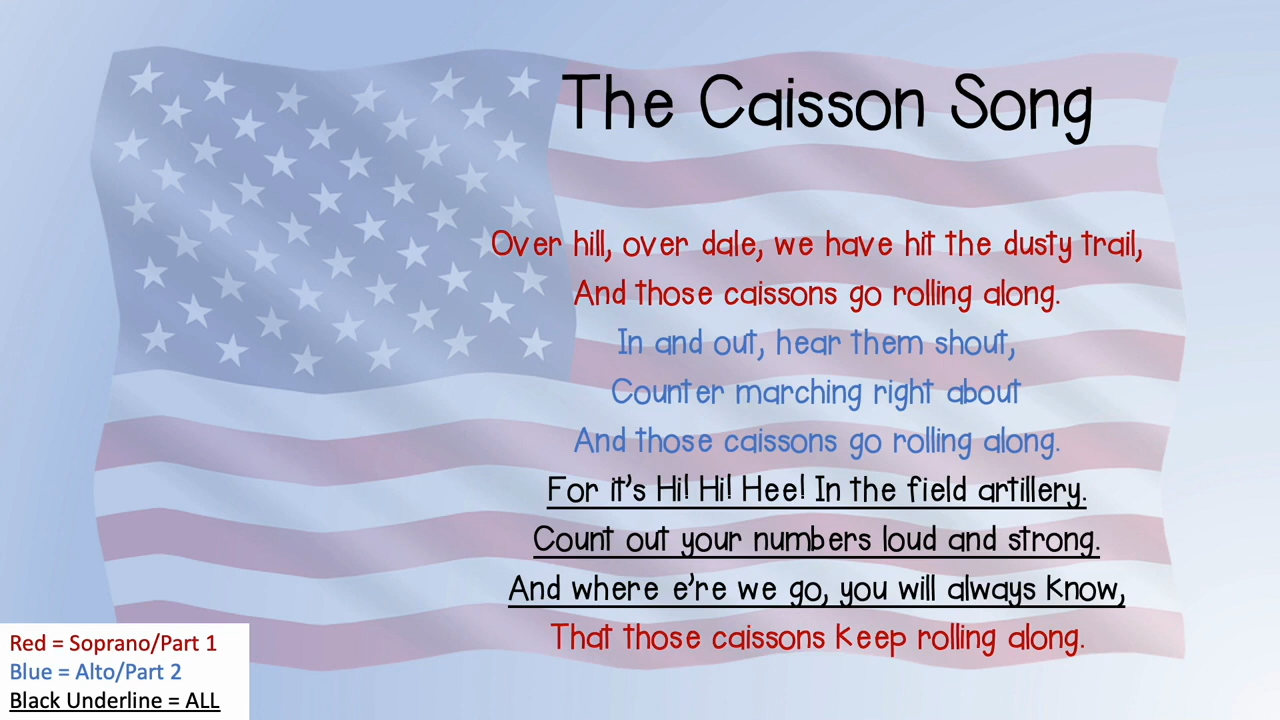 The Caisson Song
Over hill, over dale, we have hit the dusty trail,
And those caissons go rolling along.
In and out, hear them shout,
Counter marching right about
And those caissons go rolling along.
For it's Hi! Hi! Hee! In the field artillery.
Count out your numbers loud and strong.
And where e're we go, you will always know,
That those caissons keep rolling along.
Red = Soprano/Part 1
Blue = Alto/Part 2
Black Underline = ALL